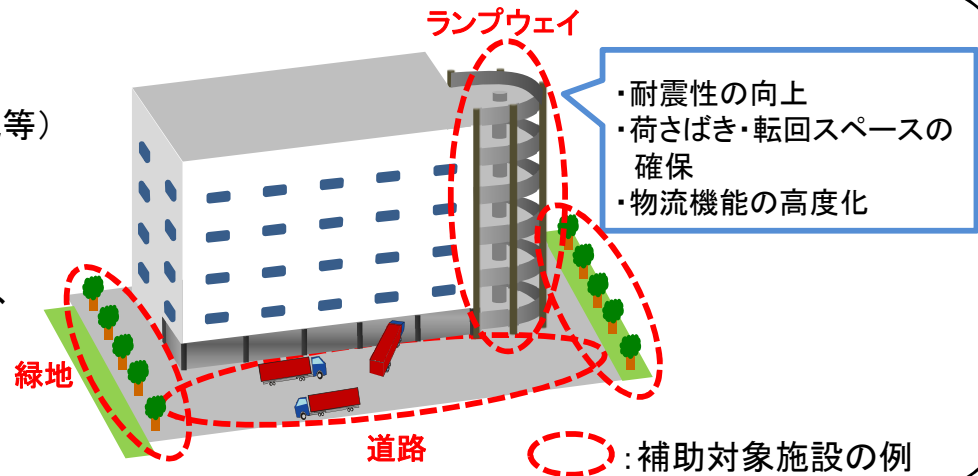 ランプウェイ
等）
・耐震性の向上
・荷さばき・転回スペースの
確保
・物流機能の高度化
、
緑地
道路
：補助対象施設の例